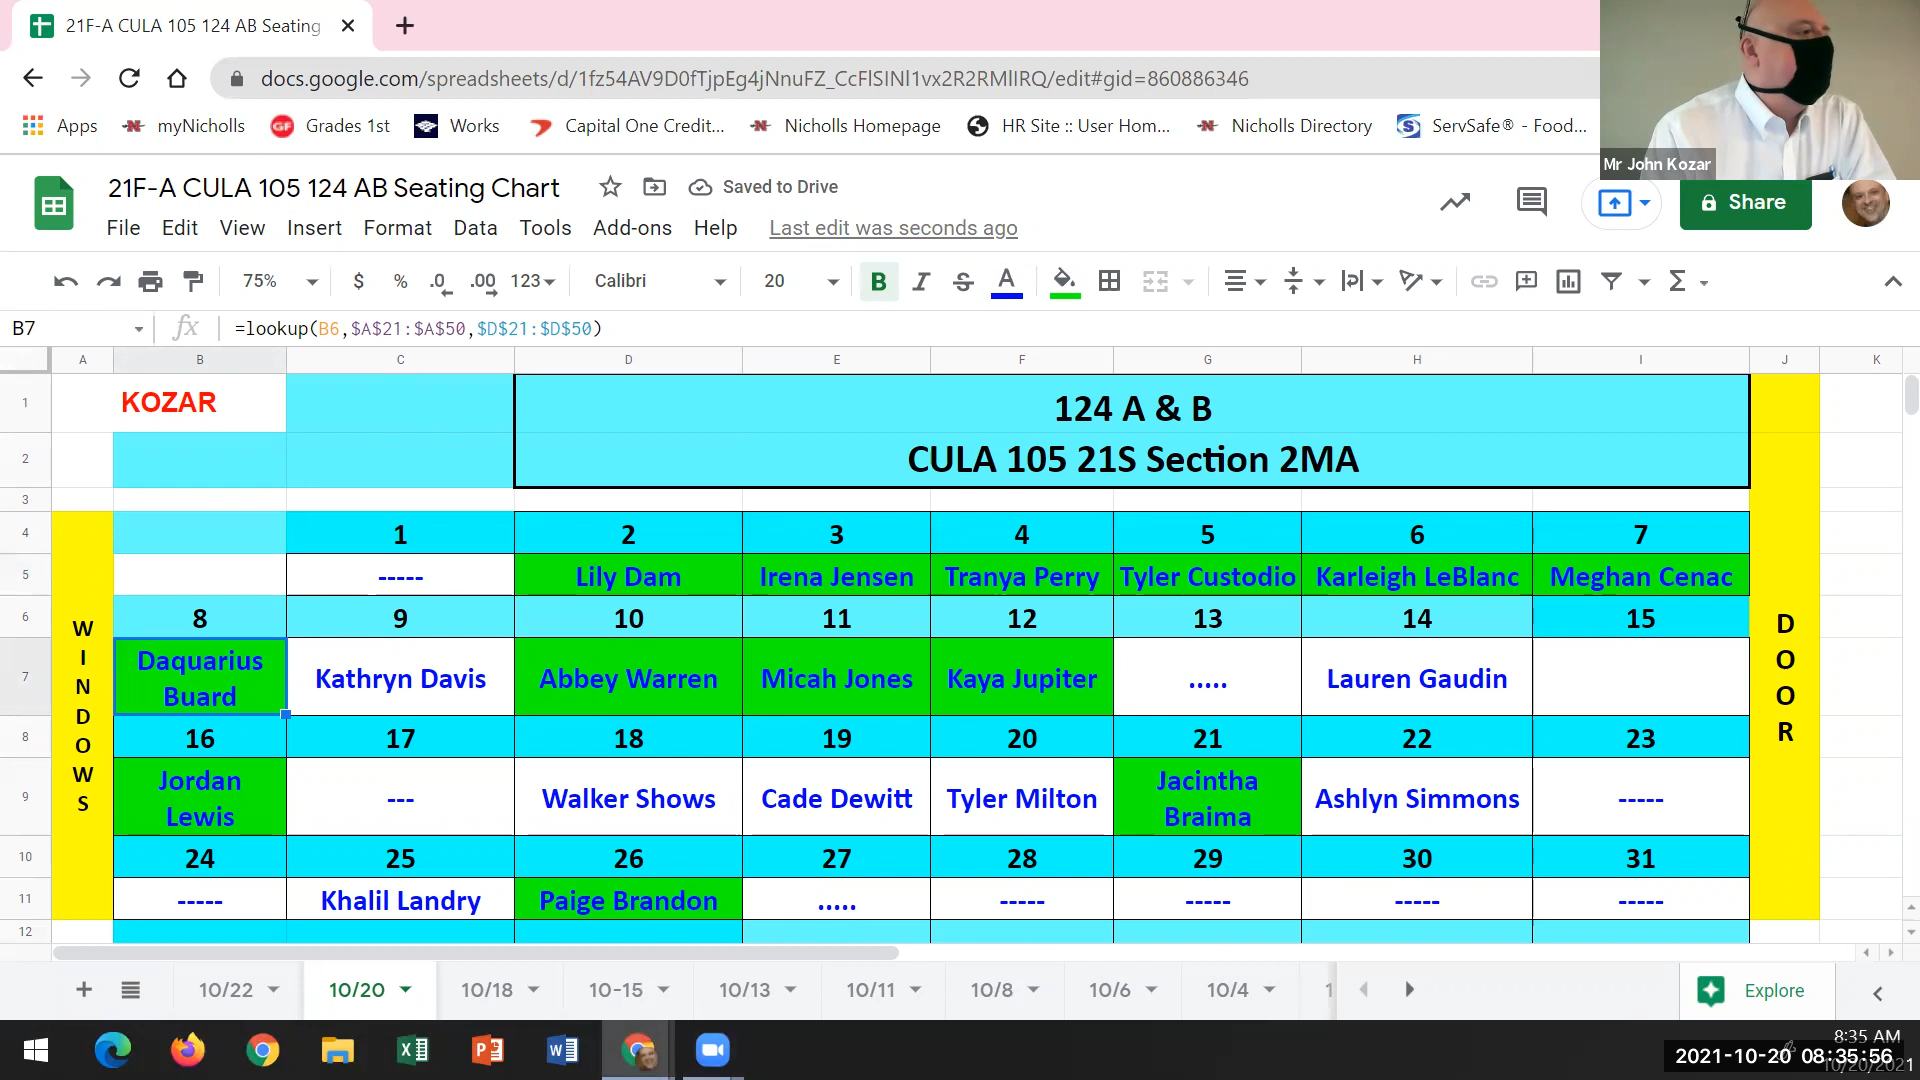 21F-A CULA 105 124 AB Seating
docs.google.com/spreadsheets/d/1fz54AV9D0fTjpEg4jNnuFZ_CcFlSINl1vx2R2RMlIRQ/edit#gid=860886346
Apps myNicholls GF Grades 1st Works Capital One Credit... Nicholls Homepage HR Site :: User Hom... Nicholls Directory ServSafe® - Food...
Mr John Kozar
21F-A CULA 105 124 AB Seating Chart Saved to Drive
Share
File Edit View Insert Format Data Tools Add-ons Help Last edit was seconds ago
75% $ % .0 .00 123 Calibri 20 B I S A
B7 fx =lookup(B6,$A$21:$A$50,$D$21:$D$50)
A B C D E F G H I J K
1 KOZAR 124 A & B
2 CULA 105 21S Section 2MA
3
4 1 2 3 4 5 6 7
5 ----- Lily Dam Irena Jensen Tranya Perry Tyler Custodio Karleigh LeBlanc Meghan Cenac
6 8 9 10 11 12 13 14 15
7 Daquarius Buard Kathryn Davis Abbey Warren Micah Jones Kaya Jupiter ..... Lauren Gaudin
8 16 17 18 19 20 21 22 23
9 Jordan Lewis --- Walker Shows Cade Dewitt Tyler Milton Jacintha Braima Ashlyn Simmons -----
10 24 25 26 27 28 29 30 31
11 ----- Khalil Landry Paige Brandon ..... ----- ----- ----- -----
12
WINDOWS
DOOR
10/22 10/20 10/18 10-15 10/13 10/11 10/8 10/6 10/4 1
Explore
8:35 AM
2021-10-20 08:35:56
10/20/2021